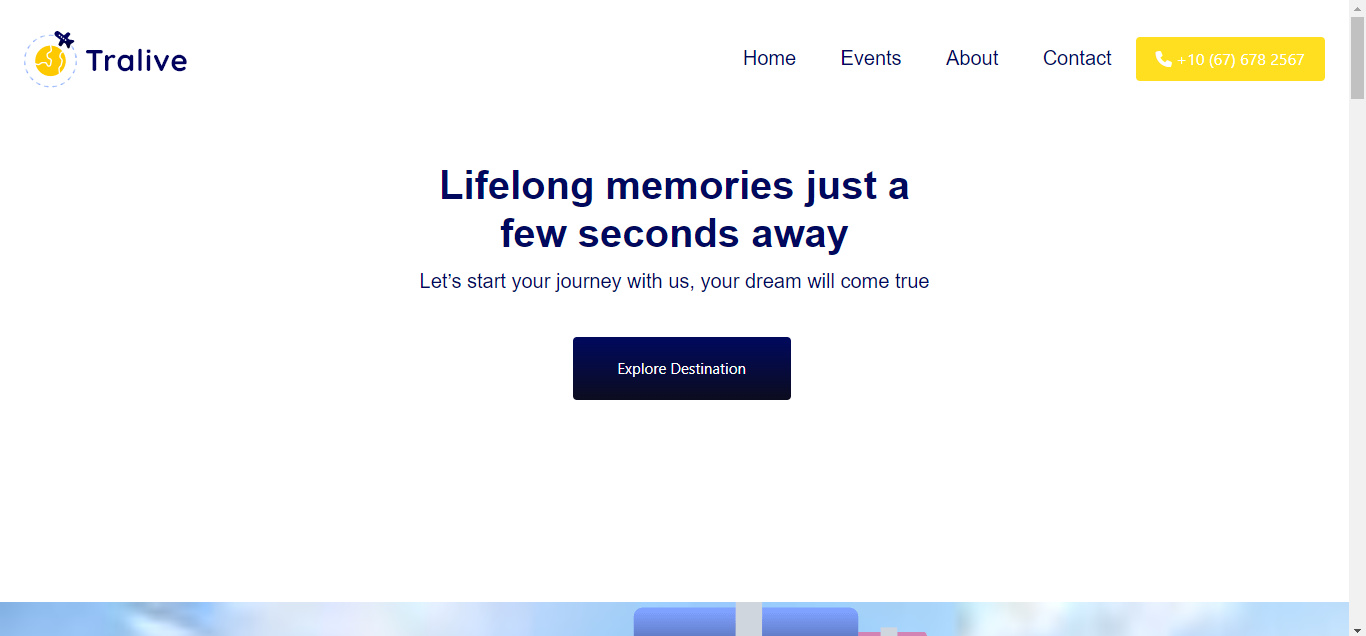 Tralive
Home Events About Contact +10 (67) 678 2567
Lifelong memories just a
few seconds away
Let’s start your journey with us, your dream will come true
Explore Destination